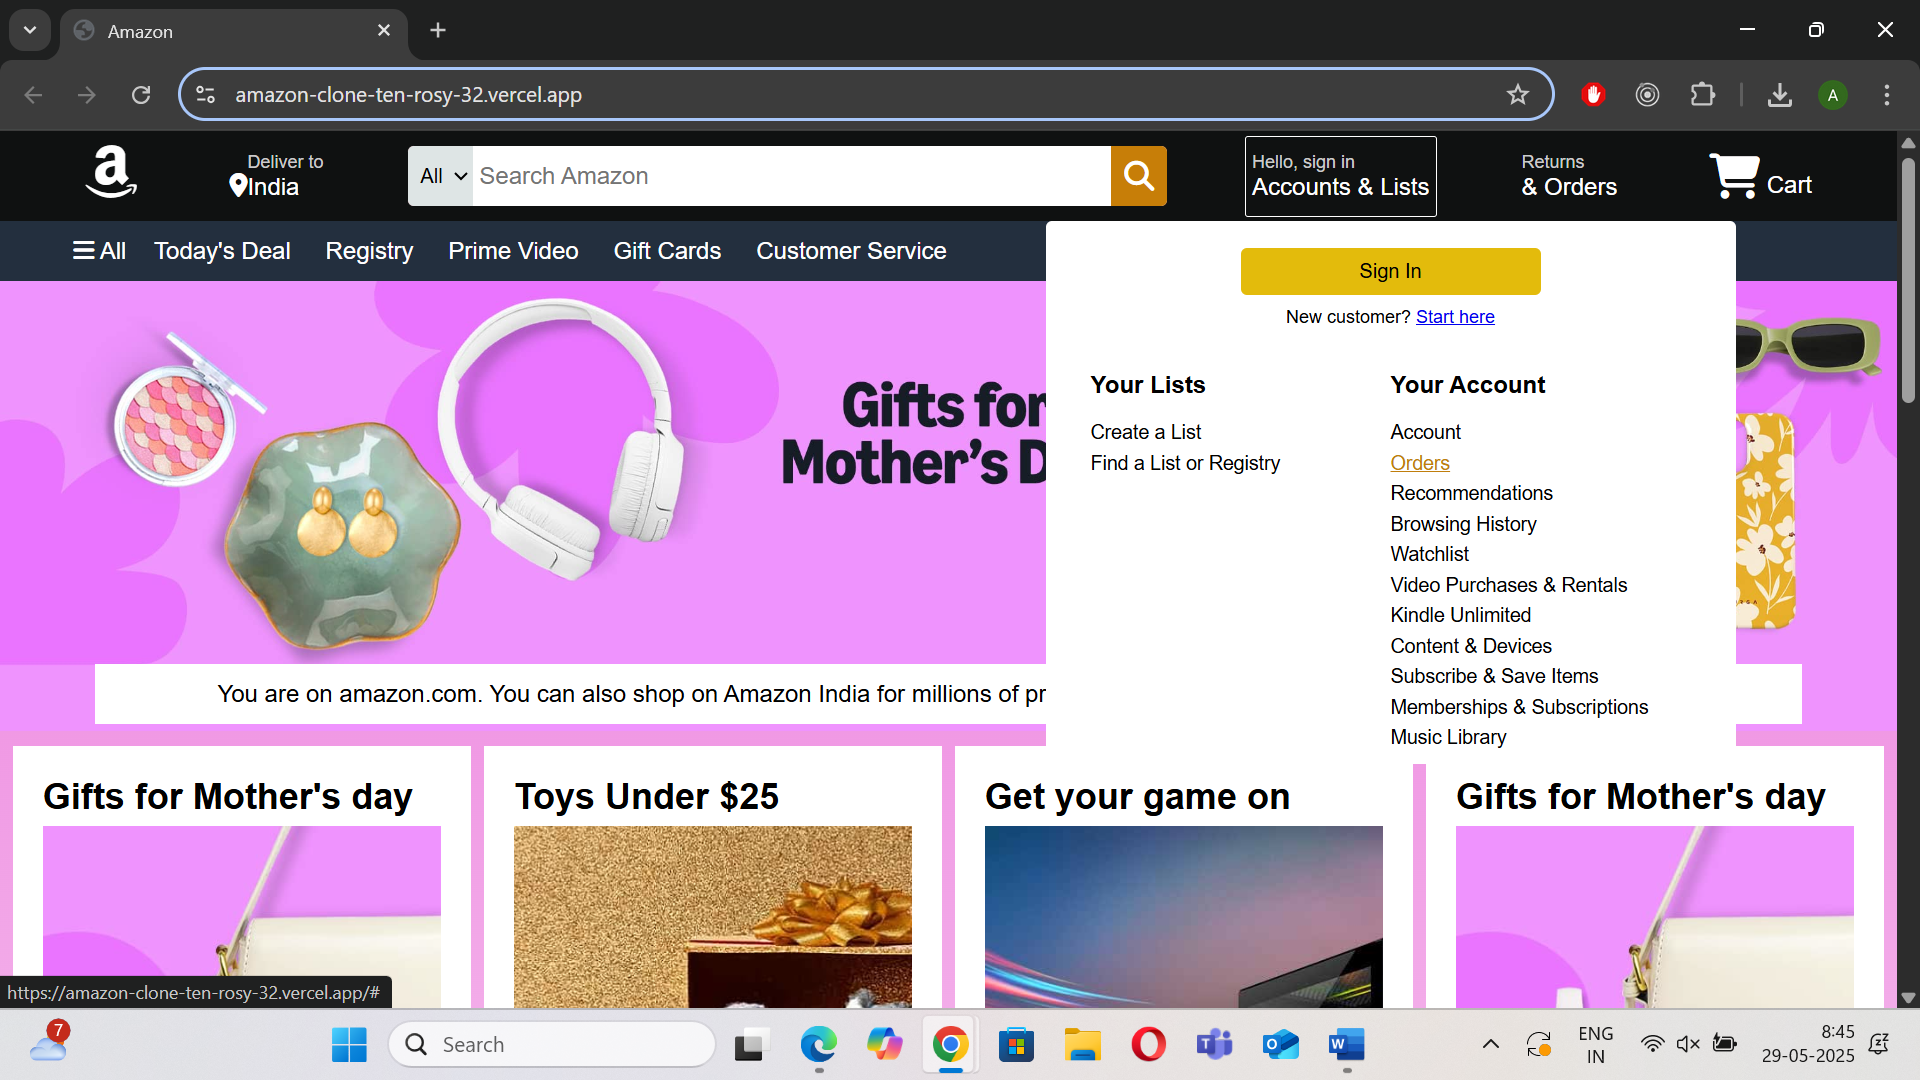 Amazon
amazon-clone-ten-rosy-32.vercel.app
A
Deliver to
India
All
Search Amazon
Hello, sign in
Accounts & Lists
Returns
& Orders
Cart
All Today's Deal Registry Prime Video Gift Cards Customer Service
Sign In
New customer? Start here
Your Lists
Create a List
Find a List or Registry
Your Account
Account
Orders
Recommendations
Browsing History
Watchlist
Video Purchases & Rentals
Kindle Unlimited
Content & Devices
Subscribe & Save Items
Memberships & Subscriptions
Music Library
Gifts for
Mother's D
You are on amazon.com. You can also shop on Amazon India for millions of pr
Gifts for Mother's day
Toys Under $25
Get your game on
Gifts for Mother's day
https://amazon-clone-ten-rosy-32.vercel.app/#
7
Search
ENG
IN
8:45
29-05-2025